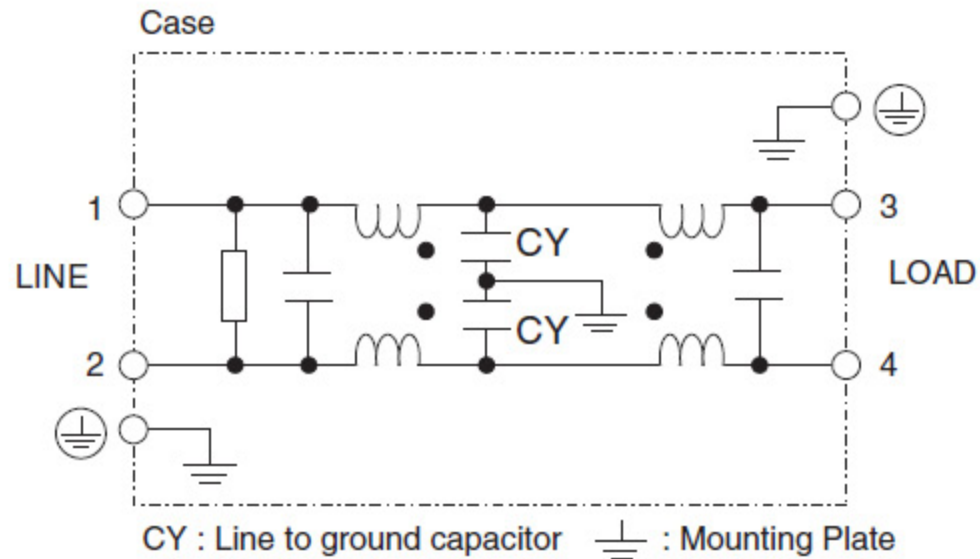 Case
1
3
CY
LINE
LOAD
CY
2
4
CY : Line to ground capacitor : Mounting Plate